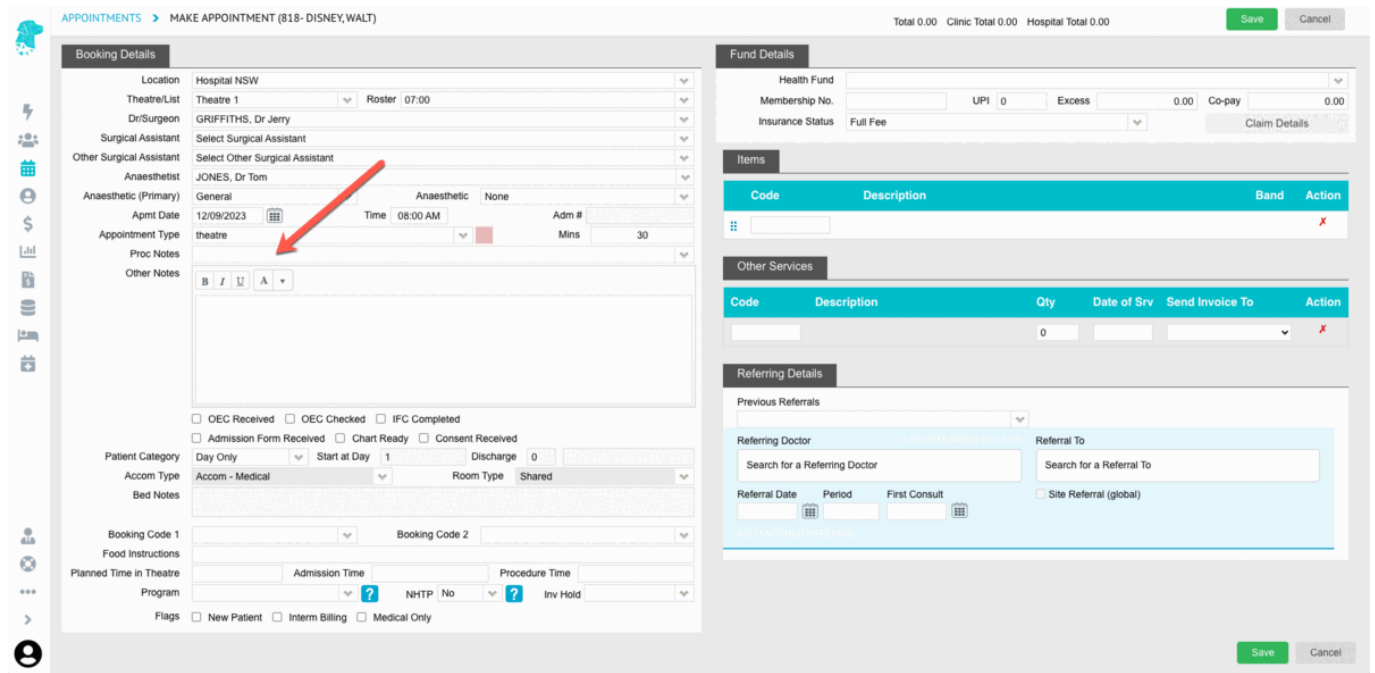 APPOINTMENTS > MAKE APPOINTMENT (818- DISNEY, WALT)
Total 0.00 Clinic Total 0.00 Hospital Total 0.00
Save Cancel
Booking Details
Location Hospital NSW
Theatre/List Theatre 1 Roster 07:00
Dr/Surgeon GRIFFITHS, Dr Jerry
Surgical Assistant Select Surgical Assistant
Other Surgical Assistant Select Other Surgical Assistant
Anaesthetist JONES, Dr Tom
Anaesthetic (Primary) General Anaesthetic None
Apmt Date 12/09/2023 Time 08:00 AM Adm #
Appointment Type theatre Mins 30
Proc Notes
Other Notes
B I U A
OEC Received OEC Checked IFC Completed
Admission Form Received Chart Ready Consent Received
Patient Category Day Only Start at Day 1 Discharge 0
Accom Type Accom - Medical Room Type Shared
Bed Notes
Booking Code 1 Booking Code 2
Food Instructions
Planned Time in Theatre Admission Time Procedure Time
Program ? NHTP No ? Inv Hold
Flags New Patient Interm Billing Medical Only
Fund Details
Health Fund
Membership No. UPI 0 Excess 0.00 Co-pay 0.00
Insurance Status Full Fee Claim Details
Items
Code Description Band Action
✗
Other Services
Code Description Qty Date of Srv Send Invoice To Action
0 ✗
Referring Details
Previous Referrals
Referring Doctor ADD REFERRING DOCTOR Referral To
Search for a Referring Doctor Search for a Referral To
Referral Date Period First Consult Site Referral (global)
ADD ANOTHER REFERRAL
Save Cancel